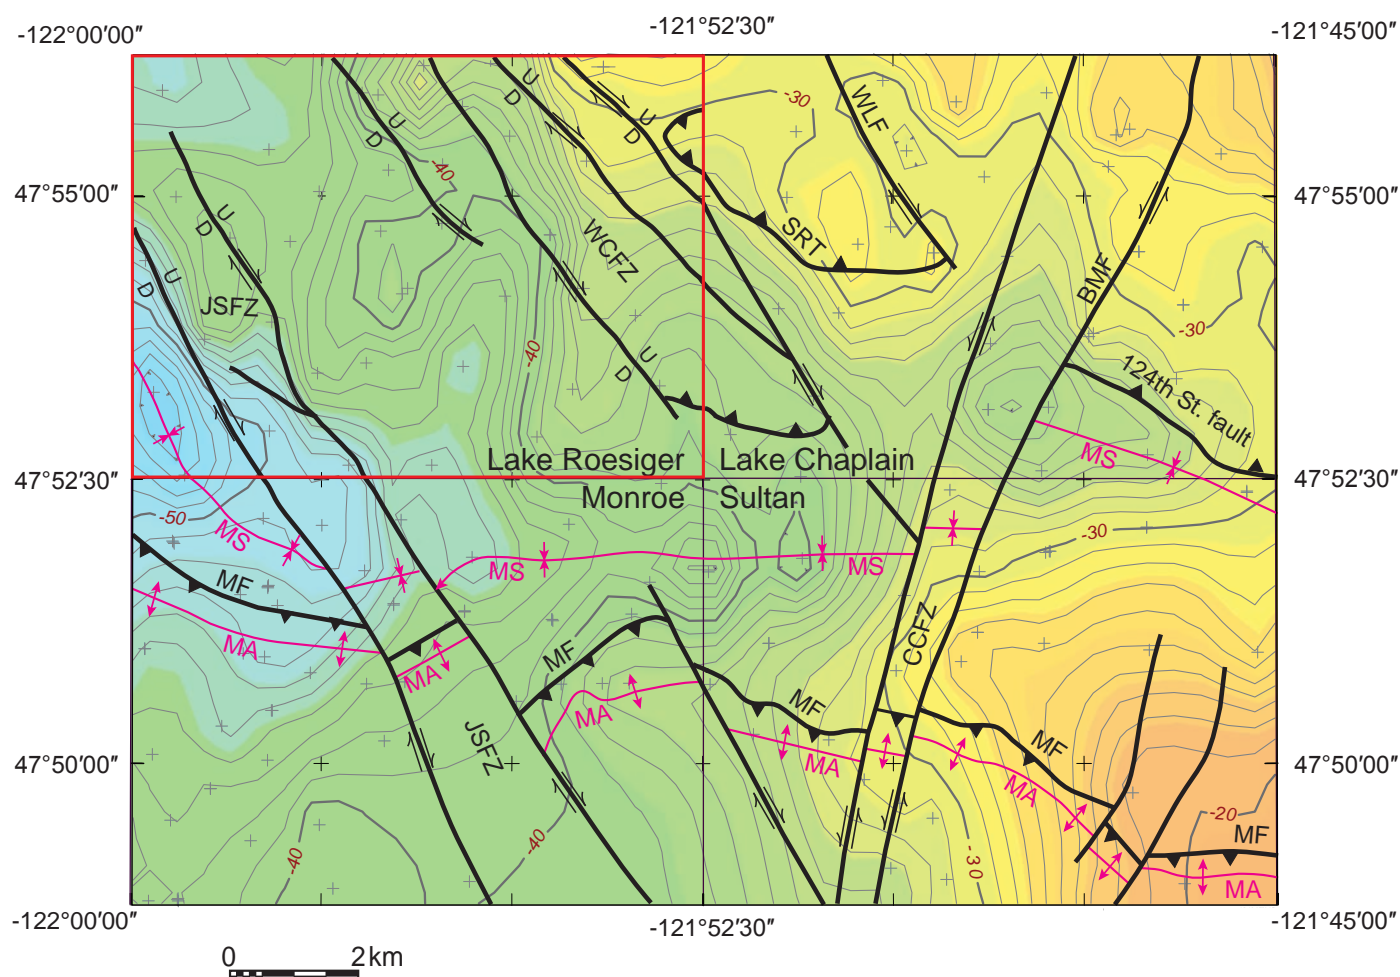 -122°00′00″
-121°52′30″
-121°45′00″
-30
U
D
U
D
U
D
WLF
-40
47°55′00″
47°55′00″
U
D
WCFZ
SRT
BMF
U
D
JSFZ
-30
-40
U
D
124th St. fault
Lake Roesiger
Lake Chaplain
MS
47°52′30″
47°52′30″
Monroe
Sultan
-50
MS
-30
MS
MS
MF
MA
MF
CCFZ
MA
MA
MF
JSFZ
MF
47°50′00″
MA
47°50′00″
MA
-20
MF
-40
-40
-30
MA
-122°00′00″
-121°52′30″
-121°45′00″
0
2 km